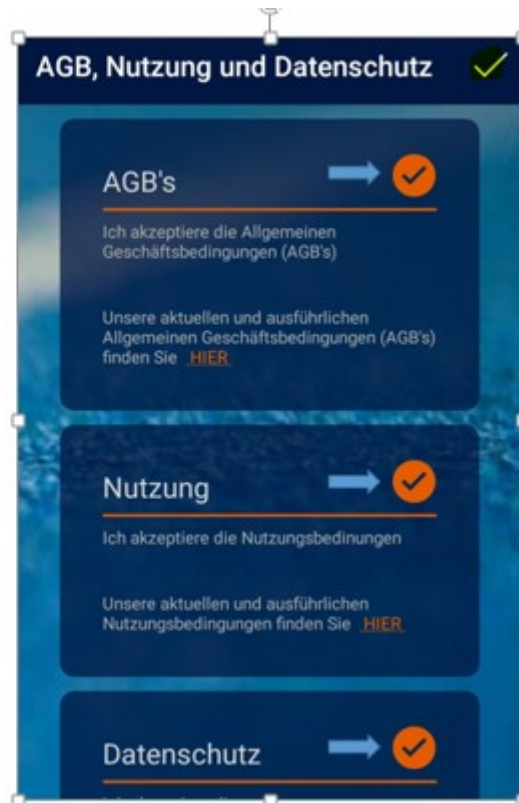 AGB, Nutzung und Datenschutz
AGB's
Ich akzeptiere die Allgemeinen
Geschäftsbedingungen (AGB's)
Unsere aktuellen und ausführlichen
Allgemeinen Geschäftsbedingungen (AGB's)
finden Sie HIER
Nutzung
Ich akzeptiere die Nutzungsbedinungen
Unsere aktuellen und ausführlichen
Nutzungsbedingungen finden Sie HIER
Datenschutz